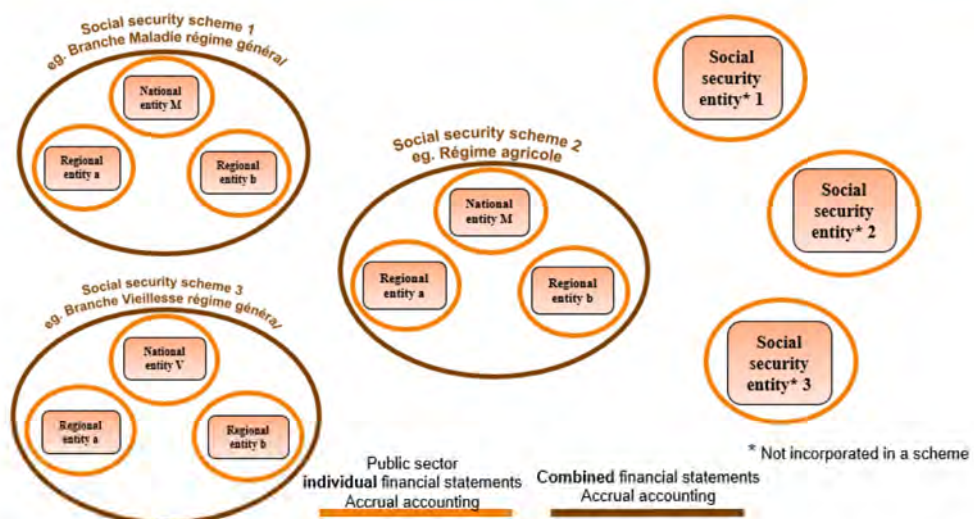 Social security scheme 1
eg. Branche Maladie régime général
National
entity M
Regional
entity a
Regional
entity b
Social security scheme 2
eg. Régime agricole
National
entity M
Regional
entity a
Regional
entity b
Social security scheme 3
eg. Branche Vieillesse régime général
National
entity V
Regional
entity a
Regional
entity b
Social
security
entity* 1
Social
security
entity* 2
Social
security
entity* 3
* Not incorporated in a scheme
Public sector
individual financial statements
Accrual accounting
Combined financial statements
Accrual accounting